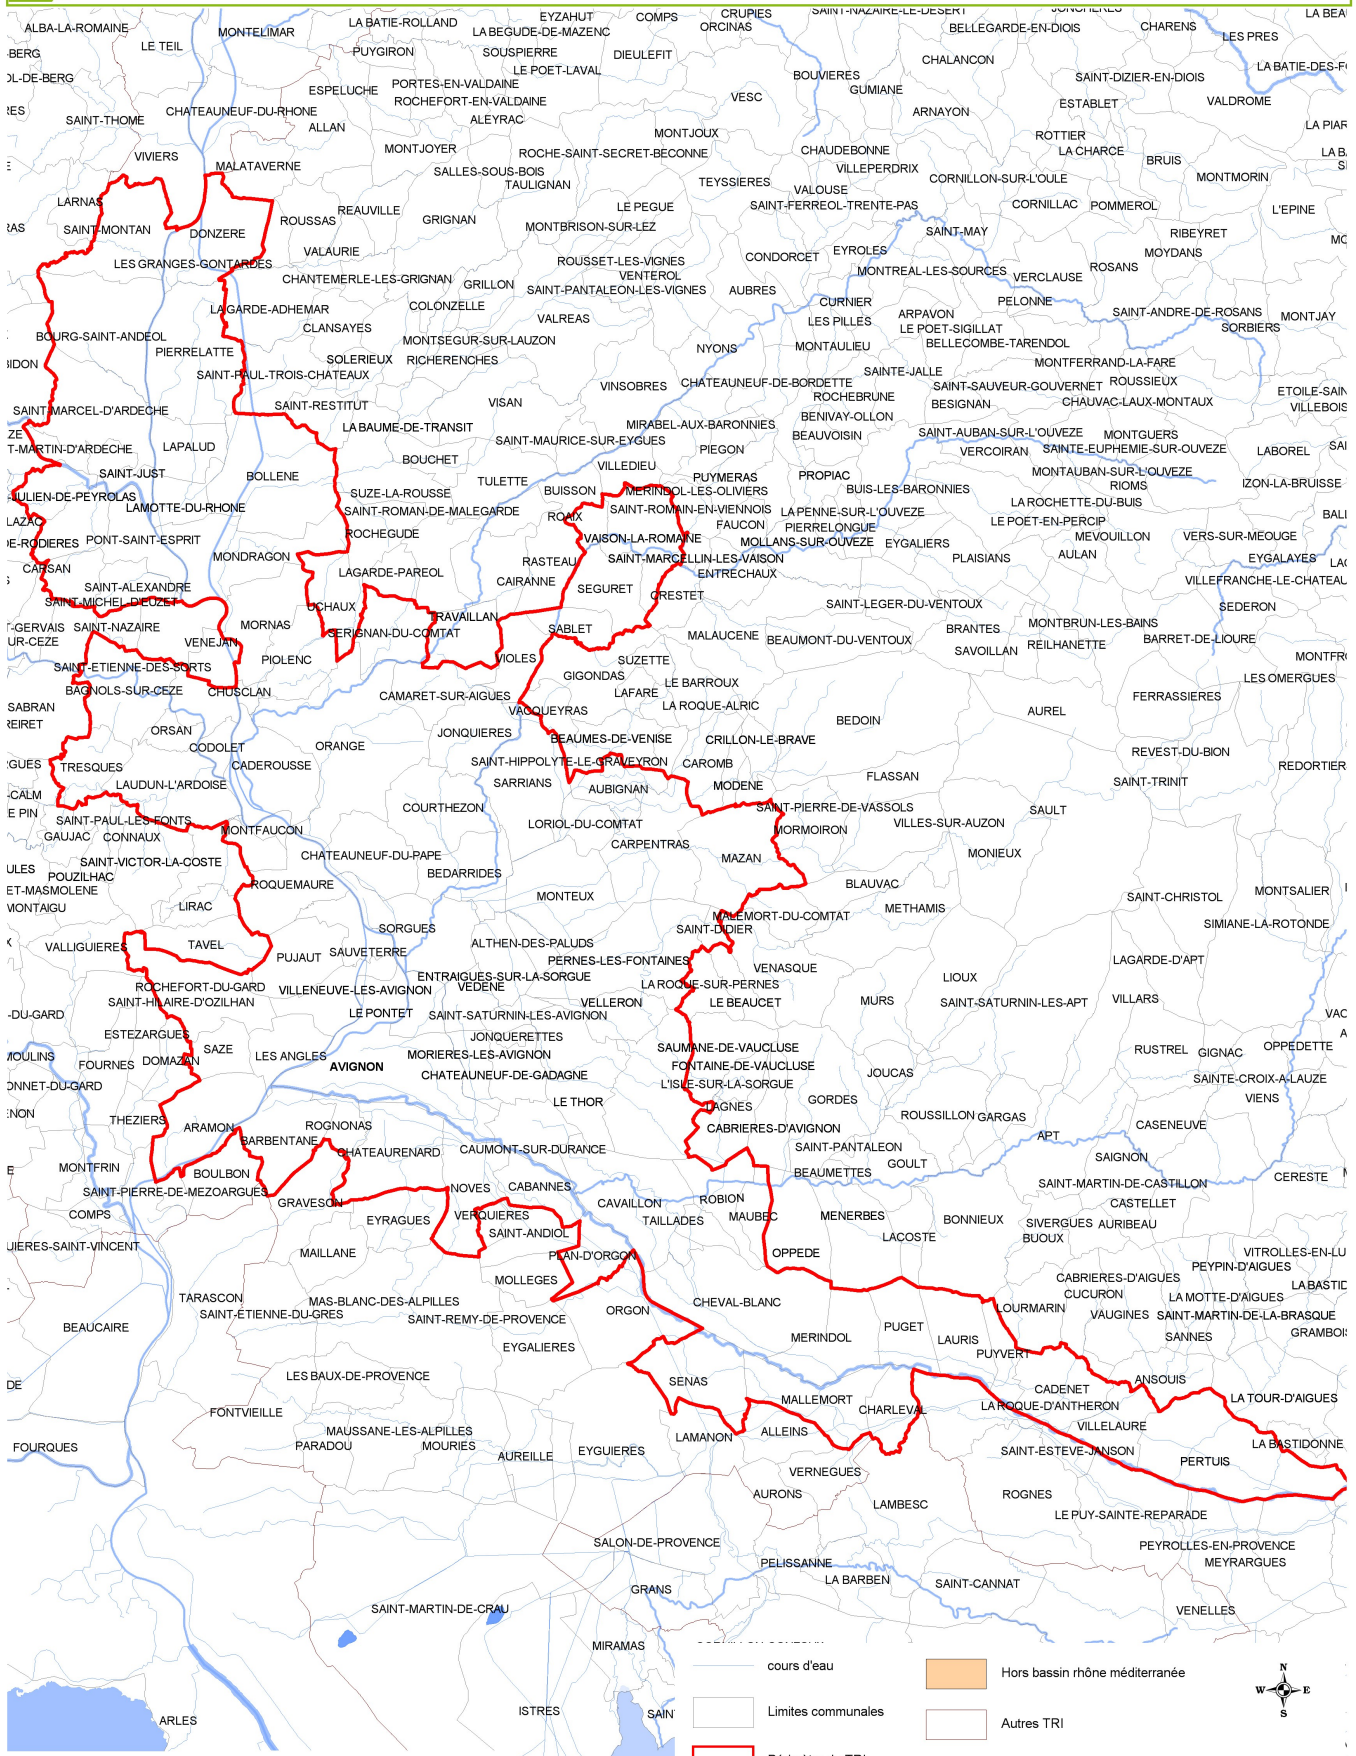 ALBA-LA-ROMAINE
MONTELIMAR
LA BATIE-ROLLAND
EYZAHUT
COMPS
CRUPIES
ORCINAS
SAINT-NAZAIRE-LE-DESERT
JONCHERES
BELLEGARDE-EN-DIOIS
CHARENS
LES PRES
LE TEIL
LA BEGUDE-DE-MAZENC
PUYGIRON
SOUSPIERRE
DIEULEFIT
CHALANCON
LE POET-LAVAL
BOUVIERES
SAINT-DIZIER-EN-DIOIS
ESPELUCHE
PORTES-EN-VALDAINE
ROCHEFORT-EN-VALDAINE
VESC
GUMIANE
ESTABLET
VALDROME
SAINT-THOME
CHATEAUNEUF-DU-RHONE
ALLAN
ALEYRAC
MONTJOUX
ARNAYON
ROTTIER
VIVIERS
MALATAVERNE
MONTJOYER
ROCHE-SAINT-SECRET-BECONNE
CHAUDEBONNE
LA CHARCE
BRUIS
SALLES-SOUS-BOIS
TAULIGNAN
TEYSSIERES
VILLEPERDRIX
VALOUSE
CORNILLON-SUR-L'OULE
MONTMORIN
LARNAS
REAUVILLE
LE PEGUE
SAINT-FERREOL-TRENTE-PAS
CORNILLAC
POMMEROL
L'EPINE
SAINT-MONTAN
DONZERE
ROUSSAS
GRIGNAN
MONTBRISON-SUR-LEZ
SAINT-MAY
RIBEYRET
VALAURIE
CONDORCET
EYROLES
MOYDANS
LES GRANGES-GONTARDES
CHANTEMERLE-LES-GRIGNAN
GRILLON
ROUSSET-LES-VIGNES
VENTEROL
MONTREAL-LES-SOURCES
VERCLAUSE
ROSANS
SAINT-PANTALEON-LES-VIGNES
AUBRES
LA GARDE-ADHEMAR
COLONZELLE
VALREAS
CURNIER
PELONNE
CLANSAYES
LES PILLES
ARPAVON
SAINT-ANDRE-DE-ROSANS
SORBIERS
MONTJAY
BOURG-SAINT-ANDEOL
PIERRELATTE
MONTSEGUR-SUR-LAUZON
NYONS
MONTAULIEU
LE POET-SIGILLAT
BELLECOMBE-TARENDOL
SOLERIEUX
RICHERENCHES
SAINT-PAUL-TROIS-CHATEAUX
VINSOBRES
CHATEAUNEUF-DE-BORDETTE
SAINTE-JALLE
MONTFERRAND-LA-FARE
ROCHEBRUNE
SAINT-SAUVEUR-GOUVERNET
ROUSSIEUX
SAINT-MARCEL-D'ARDECHE
SAINT-RESTITUT
VISAN
BENIVAY-OLLON
BESIGNAN
CHAUVAC-LAUX-MONTAUX
LA BAUME-DE-TRANSIT
MIRABEL-AUX-BARONNIES
BEAUVOISIN
SAINT-AUBAN-SUR-L'OUVEZE
MONTGUERS
T-MARTIN-D'ARDECHE
LAPALUD
SAINT-MAURICE-SUR-EYGUES
PIEGON
VERCOIRAN
SAINTE-EUPHEMIE-SUR-OUVEZE
LABOREL
SAINT-JUST
BOLLENE
BOUCHET
VILLEDIEU
PUYMERAS
PROPIAC
MONTAUBAN-SUR-L'OUVEZE
RIOMS
IZON-LA-BRUISSE
TULETTE
BUISSON
MERINDOL-LES-OLIVIERS
BUIS-LES-BARONNIES
-JULIEN-DE-PEYROLAS
SUZE-LA-ROUSSE
SAINT-ROMAIN-EN-VIENNOIS
LA PENNE-SUR-L'OUVEZE
LA ROCHETTE-DU-BUIS
LAMOTTE-DU-RHONE
SAINT-ROMAN-DE-MALEGARDE
ROAIX
FAUCON
PIERRELONGUE
LE POET-EN-PERCIP
PONT-SAINT-ESPRIT
ROCHEGUDE
VAISON-LA-ROMAINE
MOLLANS-SUR-OUVEZE
EYGALIERS
MEVOUILLON
VERS-SUR-MEOUGE
MONDRAGON
RASTEAU
SAINT-MARCELLIN-LES-VAISON
PLAISIANS
AULAN
EYGALAYES
CARSAN
LAGARDE-PAREOL
CAIRANNE
SEGURET
ENTRECHAUX
VILLEFRANCHE-LE-CHATEAU
SAINT-ALEXANDRE
CRESTET
SAINT-MICHEL-D'EUZET
UCHAUX
TRAVAILLAN
SAINT-LEGER-DU-VENTOUX
SEDERON
SAINT-NAZAIRE
MORNAS
SERIGNAN-DU-COMTAT
SABLET
MALAUCENE
BEAUMONT-DU-VENTOUX
BRANTES
MONTBRUN-LES-BAINS
VENEJAN
SAVOILLAN
REILHANETTE
BARRET-DE-LIOURE
PIOLENC
VIOLES
SUZETTE
SAINT-ETIENNE-DES-SORTS
GIGONDAS
LE BARROUX
LES OMERGUES
BAGNOLS-SUR-CEZE
CHUSCLAN
CAMARET-SUR-AIGUES
LAFARE
LA ROQUE-ALRIC
FERRASSIERES
SABRAN
VACQUEYRAS
BEDOIN
AUREL
ORSAN
CODOLET
ORANGE
JONQUIERES
BEAUMES-DE-VENISE
CRILLON-LE-BRAVE
REVEST-DU-BION
TRESQUES
CADEROUSSE
SAINT-HIPPOLYTE-LE-GRAVEYRON
CAROMB
REDORTIER
LAUDUN-L'ARDOISE
SARRIANS
AUBIGNAN
MODENE
FLASSAN
SAINT-TRINIT
COURTHEZON
SAINT-PIERRE-DE-VASSOLS
SAULT
SAINT-PAUL-LES-FONTS
MONTFAUCON
LORIOL-DU-COMTAT
MORMOIRON
VILLES-SUR-AUZON
GAUJAC
CONNAUX
CARPENTRAS
CHATEAUNEUF-DU-PAPE
MAZAN
MONIEUX
SAINT-VICTOR-LA-COSTE
POUZILHAC
ROQUEMAURE
BEDARRIDES
BLAUVAC
ET-MASMOLENE
MONTAIGU
LIRAC
MONTEUX
METHAMIS
SAINT-CHRISTOL
MONTSALIER
MALEMORT-DU-COMTAT
SIMIANE-LA-ROTONDE
SORGUES
SAINT-DIDIER
VALLIGUIERES
TAVEL
PUJAUT
SAUVETERRE
ALTHEN-DES-PALUDS
PERNES-LES-FONTAINES
VENASQUE
LAGARDE-D'APT
ROCHEFORT-DU-GARD
VILLENEUVE-LES-AVIGNON
ENTRAIGUES-SUR-LA-SORGUE
VEDENE
LA ROQUE-SUR-PERNES
LIOUX
SAINT-HILAIRE-D'OZILHAN
VELLERON
LE BEAUCET
MURS
SAINT-SATURNIN-LES-APT
VILLARS
-DU-GARD
LE PONTET
SAINT-SATURNIN-LES-AVIGNON
ESTEZARGUES
JONQUERETTES
FOURNES
DOMAZAN
SAZE
LES ANGLES
AVIGNON
MORIERES-LES-AVIGNON
SAUMANE-DE-VAUCLUSE
RUSTREL
GIGNAC
OPPEDETTE
CHATEAUNEUF-DE-GADAGNE
FONTAINE-DE-VAUCLUSE
JOUCAS
SAINTE-CROIX-A-LAUZE
ONNET-DU-GARD
L'ISLE-SUR-LA-SORGUE
VIENS
LE THOR
LAGNES
GORDES
ROUSSILLON
GARGAS
THEZIERS
ARAMON
ROGNONAS
CABRIERES-D'AVIGNON
APT
CASENEUVE
BARBENTANE
CHATEAURENARD
CAUMONT-SUR-DURANCE
SAINT-PANTALEON
GOULT
SAIGNON
MONTFRIN
BOULBON
BEAUMETTES
CERESTE
SAINT-PIERRE-DE-MEZOARGUES
GRAVESON
NOVES
CABANNES
CAVAILLON
ROBION
SAINT-MARTIN-DE-CASTILLON
CASTELLET
COMPS
EYRAGUES
VERQUIERES
TAILLADES
MAUBEC
MENERBES
BONNIEUX
SIVERGUES
AURIBEAU
SAINT-ANDIOL
LACOSTE
BUOUX
UIERES-SAINT-VINCENT
MAILLANE
PLAN-D'ORGON
OPPEDE
VITROLLES-EN-LU
PEYPIN-D'AIGUES
MOLLEGES
CABRIERES-D'AIGUES
LA BASTID
TARASCON
MAS-BLANC-DES-ALPILLES
CHEVAL-BLANC
CUCURON
LA MOTTE-D'AIGUES
SAINT-ETIENNE-DU-GRES
SAINT-REMY-DE-PROVENCE
ORGON
LOURMARIN
VAUGINES
SAINT-MARTIN-DE-LA-BRASQUE
BEAUCAIRE
MERINDOL
PUGET
LAURIS
SANNES
GRAMBOIS
EYGALIERES
PUYVERT
LES BAUX-DE-PROVENCE
SENAS
CADENET
ANSOUIS
MALLEMORT
CHARLEVAL
LA ROQUE-D'ANTHERON
LA TOUR-D'AIGUES
FONTVIEILLE
MAUSSANE-LES-ALPILLES
LAMANON
ALLEINS
VILLELAURE
FOURQUES
PARADOU
MOURIES
AUREILLE
EYGUIERES
SAINT-ESTEVE-JANSON
LA BASTIDONNE
PERTUIS
VERNEGUES
AURONS
LAMBESC
ROGNES
LE PUY-SAINTE-REPARADE
SALON-DE-PROVENCE
PEYROLLES-EN-PROVENCE
PELISSANNE
MEYRARGUES
GRANS
LA BARBEN
SAINT-CANNAT
SAINT-MARTIN-DE-CRAU
VENELLES
MIRAMAS
ARLES
ISTRES
SAIN
cours d'eau
Hors bassin rhône méditerranée
Limites communales
Autres TRI
N
W
E
S